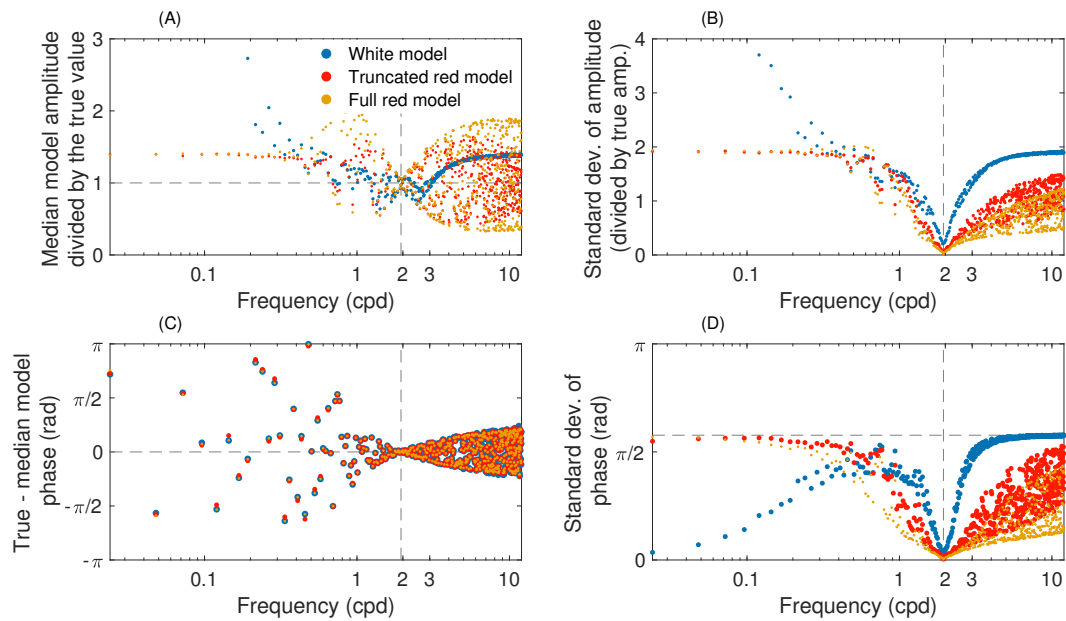 (A)
Median model amplitude
divided by the true value
3
2
1
0
0.1
1
2
3
10
Frequency (cpd)
White model
Truncated red model
Full red model
(B)
Standard dev. of amplitude
(divided by true amp.)
4
3
2
1
0
0.1
1
2
3
10
Frequency (cpd)
(C)
True - median model
phase (rad)
π
π/2
0
-π/2
-π
0.1
1
2
3
10
Frequency (cpd)
(D)
Standard dev. of
phase (rad)
π
π/2
0
0.1
1
2
3
10
Frequency (cpd)